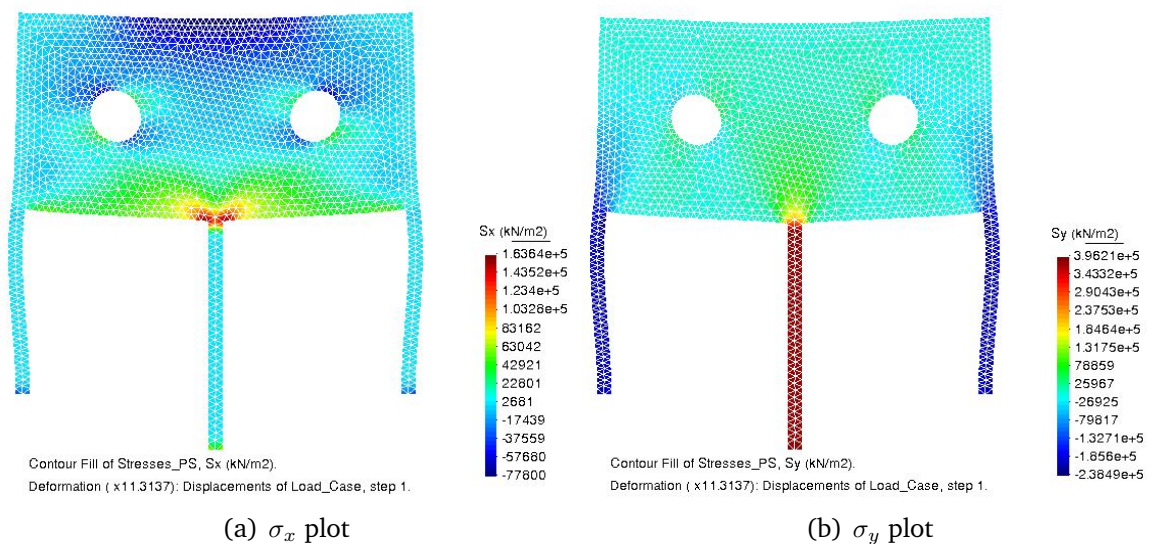 Sx (kN/m2)
1.6364e+5
1.4352e+5
1.234e+5
1.0328e+5
83162
63042
42921
22801
2681
-17439
-37559
-57680
-77800
Contour Fill of Stresses_PS, Sx (kN/m2).
Deformation ( x11.3137): Displacements of Load_Case, step 1.
(a) σx plot
Sy (kN/m2)
3.9621e+5
3.4332e+5
2.9043e+5
2.3753e+5
1.8464e+5
1.3175e+5
78859
25967
-26925
-79817
-1.3271e+5
-1.856e+5
-2.3849e+5
Contour Fill of Stresses_PS, Sy (kN/m2).
Deformation ( x11.3137): Displacements of Load_Case, step 1.
(b) σy plot